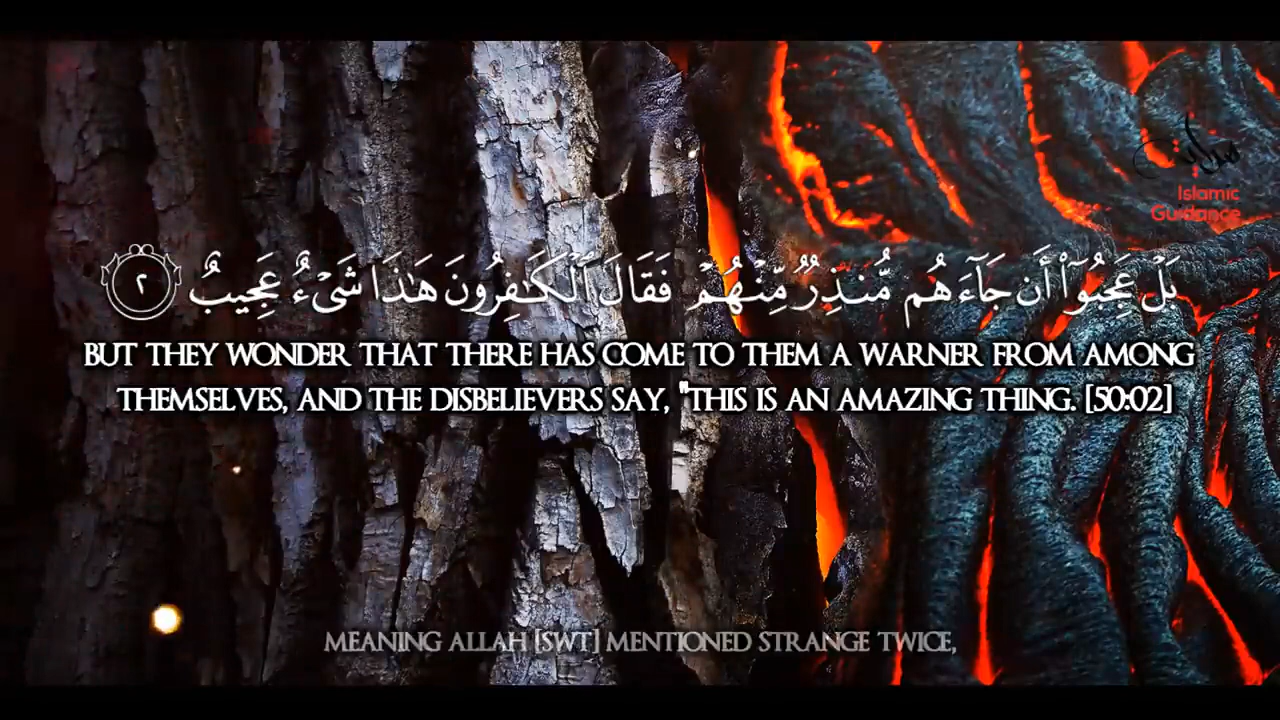 سراب
Islamic
Guidance
بَلْ عَجِبُوٓا۟ أَن جَآءَهُم مُّنذِرٌ مِّنْهُمْ فَقَالَ ٱلْكَـٰفِرُونَ هَـٰذَا شَىْءٌ عَجِيبٌ ٢
BUT THEY WONDER THAT THERE HAS COME TO THEM A WARNER FROM AMONG
THEMSELVES, AND THE DISBELIEVERS SAY, "THIS IS AN AMAZING THING. [50:02]
MEANING ALLAH [SWT] MENTIONED STRANGE TWICE,